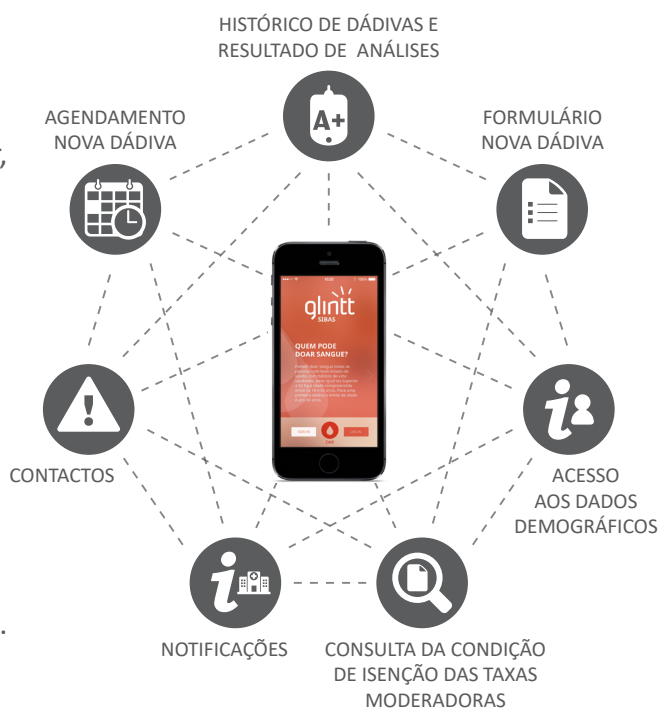 HISTÓRICO DE DÁDIVAS E
RESULTADO DE ANÁLISES
A+
AGENDAMENTO
NOVA DÁDIVA
FORMULÁRIO
NOVA DÁDIVA
,
glintt
SIBAS
QUEM PODE
DOAR SANGUE?
CONTACTOS
ACESSO
AOS DADOS
DEMOGRÁFICOS
.
NOTIFICAÇÕES
CONSULTA DA CONDIÇÃO
DE ISENÇÃO DAS TAXAS
MODERADORAS